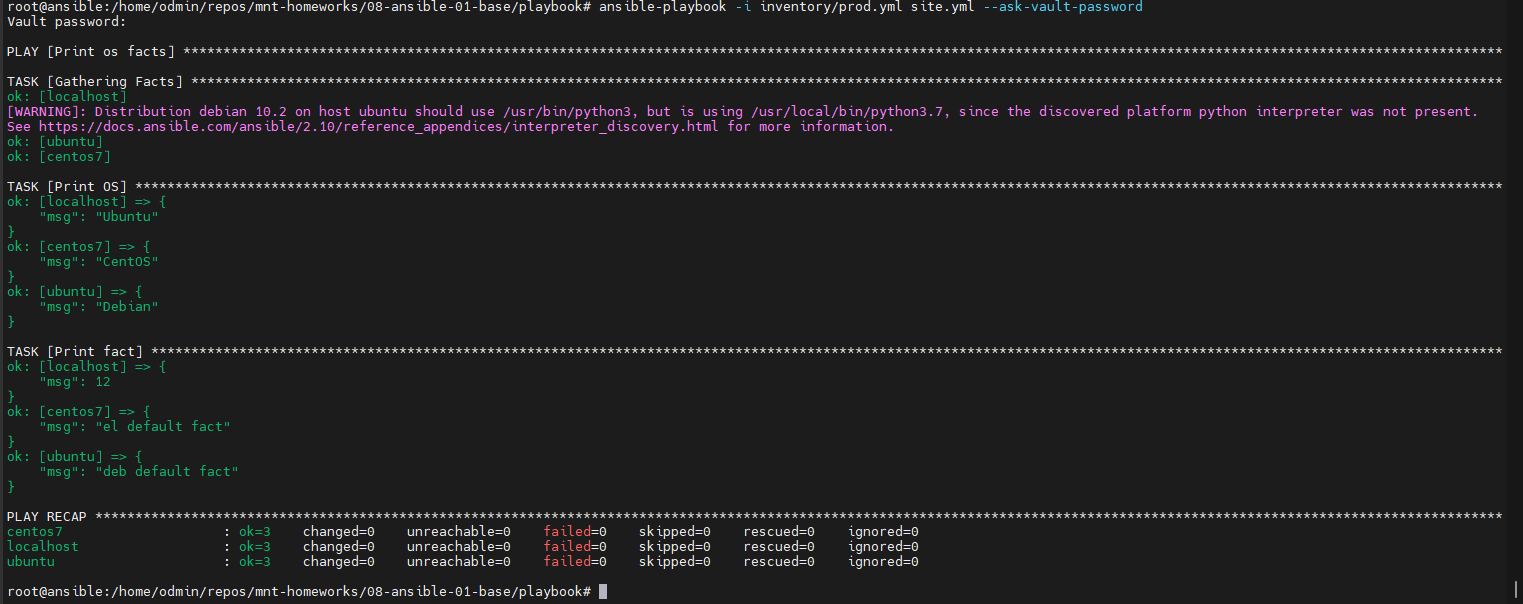 root@ansible:/home/odmin/repos/mnt-homeworks/08-ansible-01-base/playbook# ansible-playbook -i inventory/prod.yml site.yml --ask-vault-password
Vault password:
PLAY [Print os facts] *********************************************************************************************************************************************************************
TASK [Gathering Facts] ********************************************************************************************************************************************************************
ok: [localhost]
[WARNING]: Distribution debian 10.2 on host ubuntu should use /usr/bin/python3, but is using /usr/local/bin/python3.7, since the discovered platform python interpreter was not present.
See https://docs.ansible.com/ansible/2.10/reference_appendices/interpreter_discovery.html for more information.
ok: [ubuntu]
ok: [centos7]
TASK [Print OS] ***************************************************************************************************************************************************************************
ok: [localhost] => {
    "msg": "Ubuntu"
}
ok: [centos7] => {
    "msg": "CentOS"
}
ok: [ubuntu] => {
    "msg": "Debian"
}
TASK [Print fact] *************************************************************************************************************************************************************************
ok: [localhost] => {
    "msg": 12
}
ok: [centos7] => {
    "msg": "el default fact"
}
ok: [ubuntu] => {
    "msg": "deb default fact"
}
PLAY RECAP ********************************************************************************************************************************************************************************
centos7                    : ok=3    changed=0    unreachable=0    failed=0    skipped=0    rescued=0    ignored=0
localhost                  : ok=3    changed=0    unreachable=0    failed=0    skipped=0    rescued=0    ignored=0
ubuntu                     : ok=3    changed=0    unreachable=0    failed=0    skipped=0    rescued=0    ignored=0
root@ansible:/home/odmin/repos/mnt-homeworks/08-ansible-01-base/playbook#